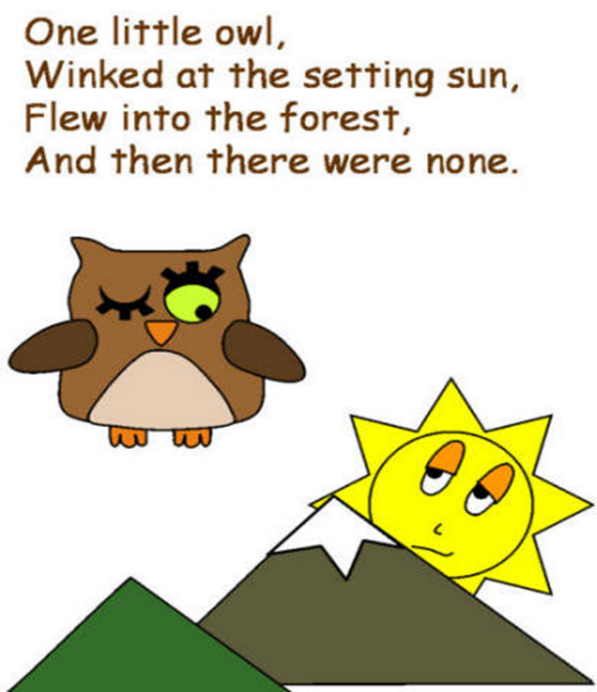 One little owl,
Winked at the setting sun,
Flew into the forest,
And then there were none.